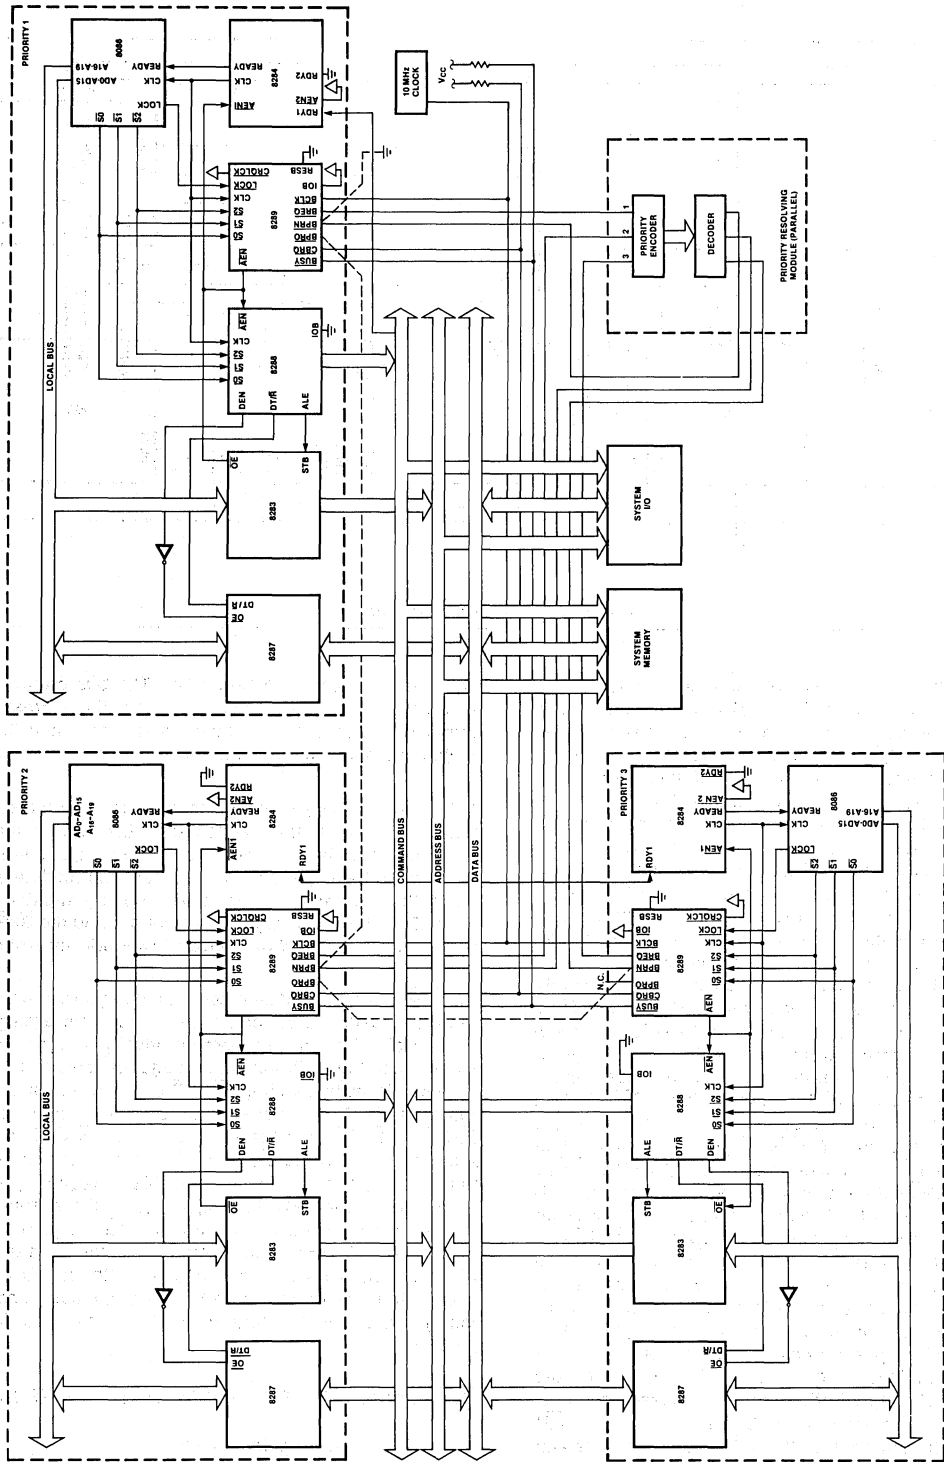 PRIORITY 1
LOCAL BUS
8086
A16-A19
AD0-AD15
READY
CLK
LOCK
S0
S1
S2
8284
READY
CLK
AEN1
RDY2
AEN2
RDY1
8289
CRQLCK
LOCK
CLK
S2
S1
S0
AEN
RESB
IOB
BCLK
BREQ
BPRN
BPRO
CBRQ
BUSY
8288
AEN
CLK
S2
S1
S0
IOB
DEN
DT/R
ALE
8283
OE
STB
8287
DT/R
OE
10 MHz
CLOCK
VCC
PRIORITY RESOLVING
MODULE (PARALLEL)
PRIORITY
ENCODER
1
2
3
DECODER
SYSTEM
I/O
SYSTEM
MEMORY
COMMAND BUS
ADDRESS BUS
DATA BUS
PRIORITY 2
LOCAL BUS
8086
AD0-AD15
A16-A19
READY
CLK
LOCK
S0
S1
S2
8284
RDY2
AEN2
READY
CLK
AEN1
RDY1
8289
CRQLCK
LOCK
CLK
S2
S1
S0
AEN
RESB
IOB
BCLK
BREQ
BPRN
BPRO
CBRQ
BUSY
8288
AEN
CLK
S2
S1
S0
IOB
DEN
DT/R
ALE
8283
OE
STB
8287
DT/R
OE
PRIORITY 3
8284
RDY2
AEN 2
READY
CLK
AEN1
RDY1
8086
READY
CLK
LOCK
A16-A19
AD0-AD15
S2
S1
S0
8289
RESB
IOB
BCLK
BREQ
BPRN
N.C.
BPRO
CBRQ
BUSY
CRQLCK
LOCK
CLK
S2
S1
S0
AEN
8288
IOB
AEN
CLK
S2
S1
S0
ALE
DT/R
DEN
8283
STB
OE
8287
DT/R
OE